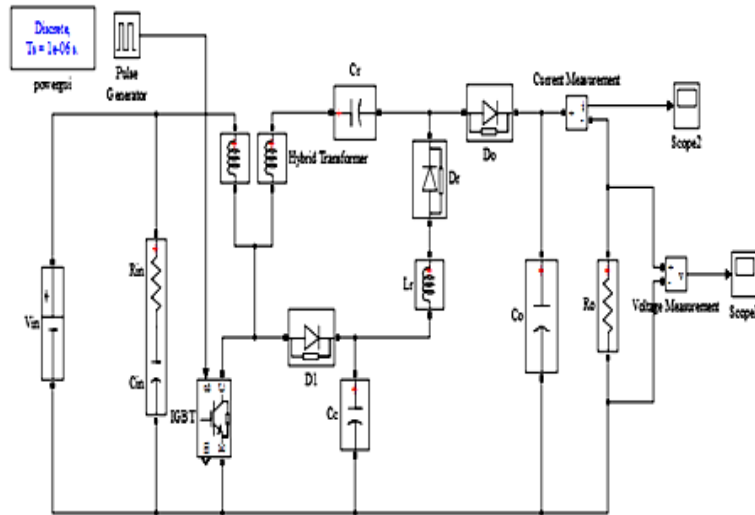 Discrete,
Ts = 1e-06 s.
powergui
Pulse
Generator
Cr
Current Measurement
Scope2
Hybrid Transformer
Do
Dr
Rin
Lr
Vin
Co
Ro
Voltage Measurement
Scope
D1
Cin
IGBT
Cc